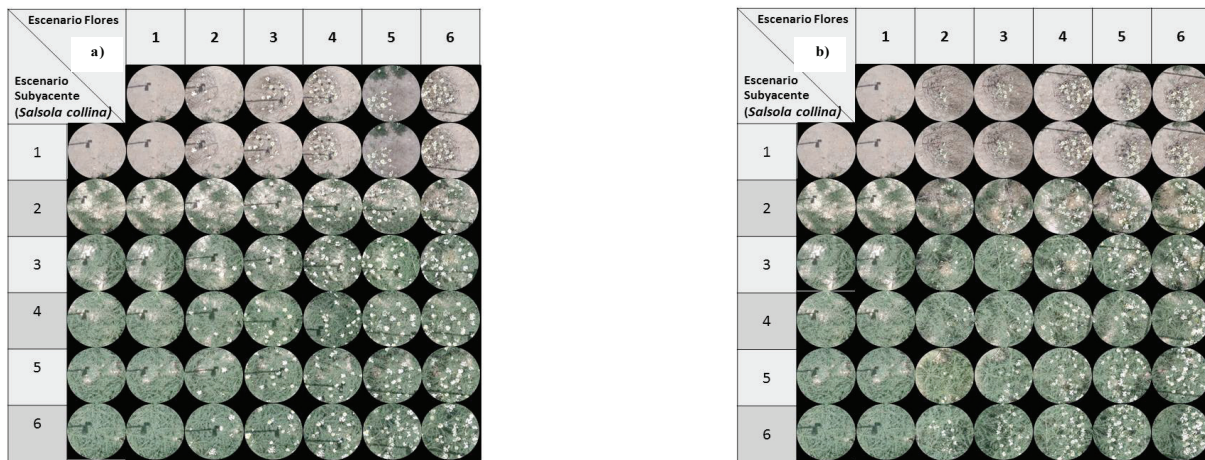 Escenario Flores
a)
Escenario
Subyacente
(Salsola collina)
1 2 3 4 5 6
1
2
3
4
5
6
Escenario Flores
b)
Escenario
Subyacente
(Salsola collina)
1 2 3 4 5 6
1
2
3
4
5
6